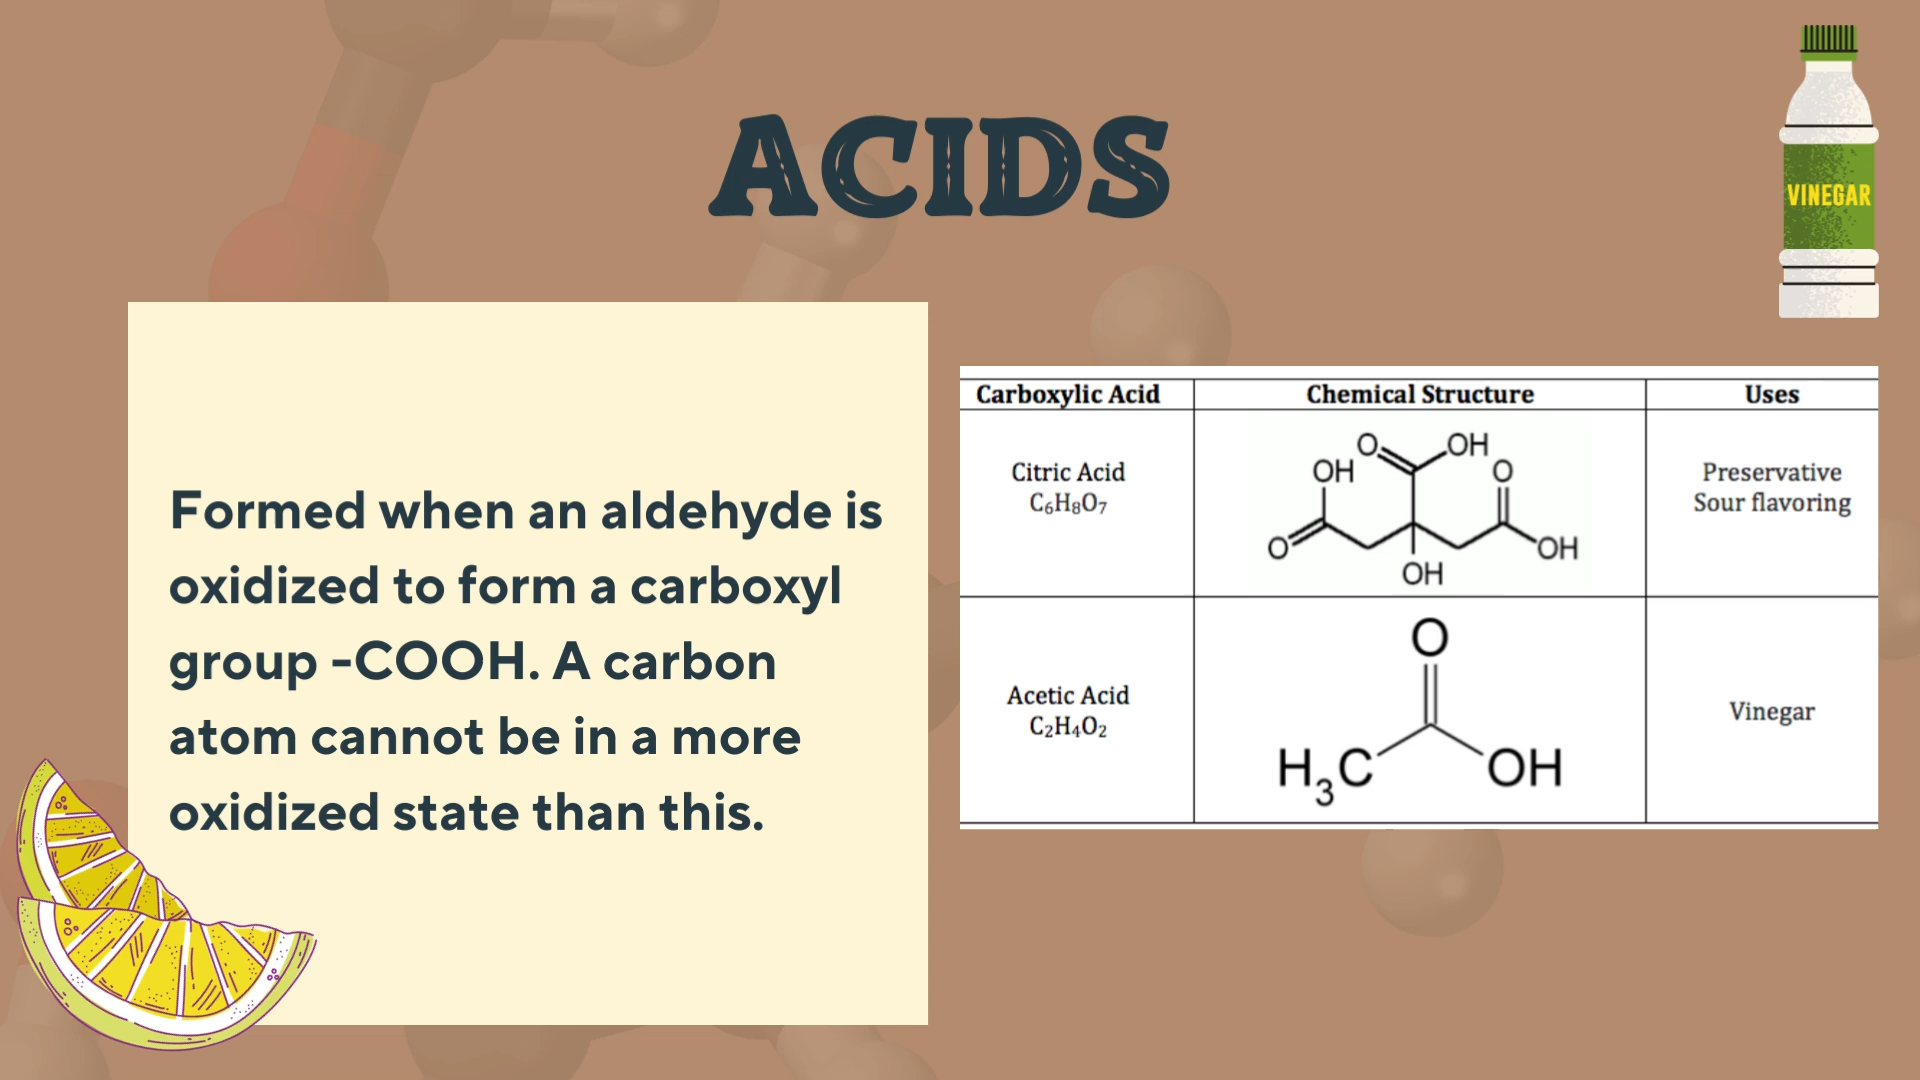 ACIDS
VINEGAR
Formed when an aldehyde is
oxidized to form a carboxyl
group -COOH. A carbon
atom cannot be in a more
oxidized state than this.
Carboxylic Acid Chemical Structure Uses
Citric Acid
C₆H₈O₇
O OH
OH O
O OH
OH
Preservative
Sour flavoring
Acetic Acid
C₂H₄O₂
O
H₃C OH
Vinegar